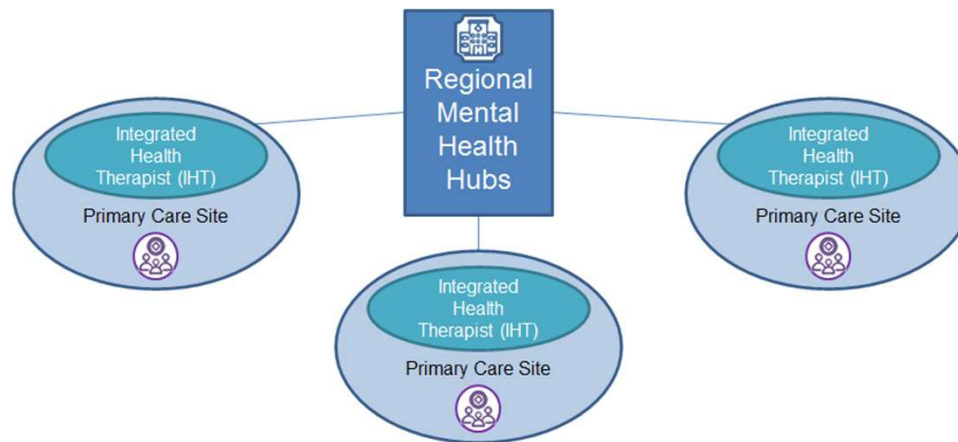 Regional
Mental
Health
Hubs
Integrated
Health
Therapist (IHT)
Primary Care Site
Integrated
Health
Therapist (IHT)
Primary Care Site
Integrated
Health
Therapist (IHT)
Primary Care Site